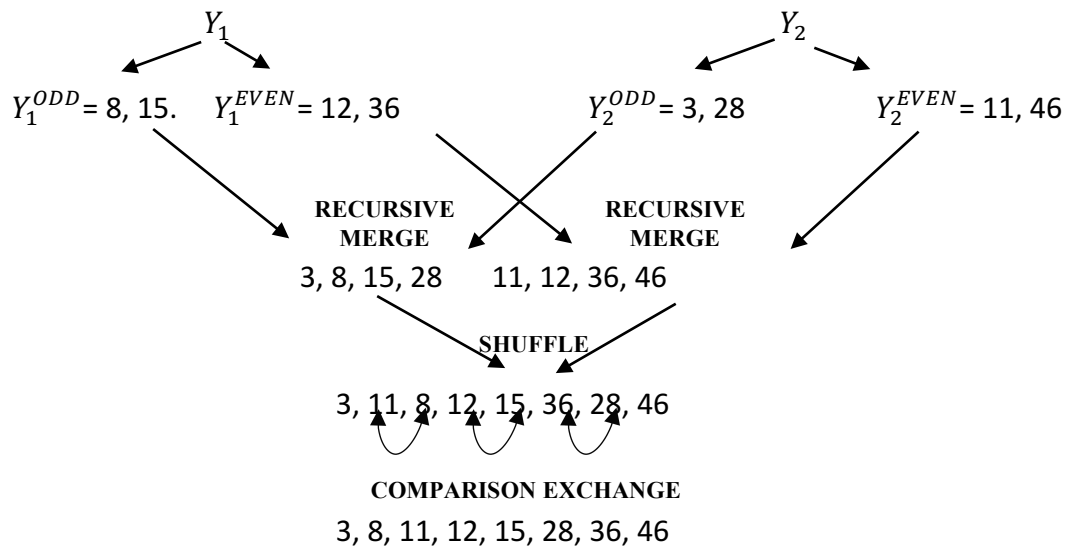 Y₁ Y₂
Y₁ᴼᴰᴰ = 8, 15. Y₁ᴱⱽᴱᴺ = 12, 36 Y₂ᴼᴰᴰ = 3, 28 Y₂ᴱⱽᴱᴺ = 11, 46
RECURSIVE RECURSIVE
MERGE MERGE
3, 8, 15, 28 11, 12, 36, 46
SHUFFLE
3, 11, 8, 12, 15, 36, 28, 46
COMPARISON EXCHANGE
3, 8, 11, 12, 15, 28, 36, 46